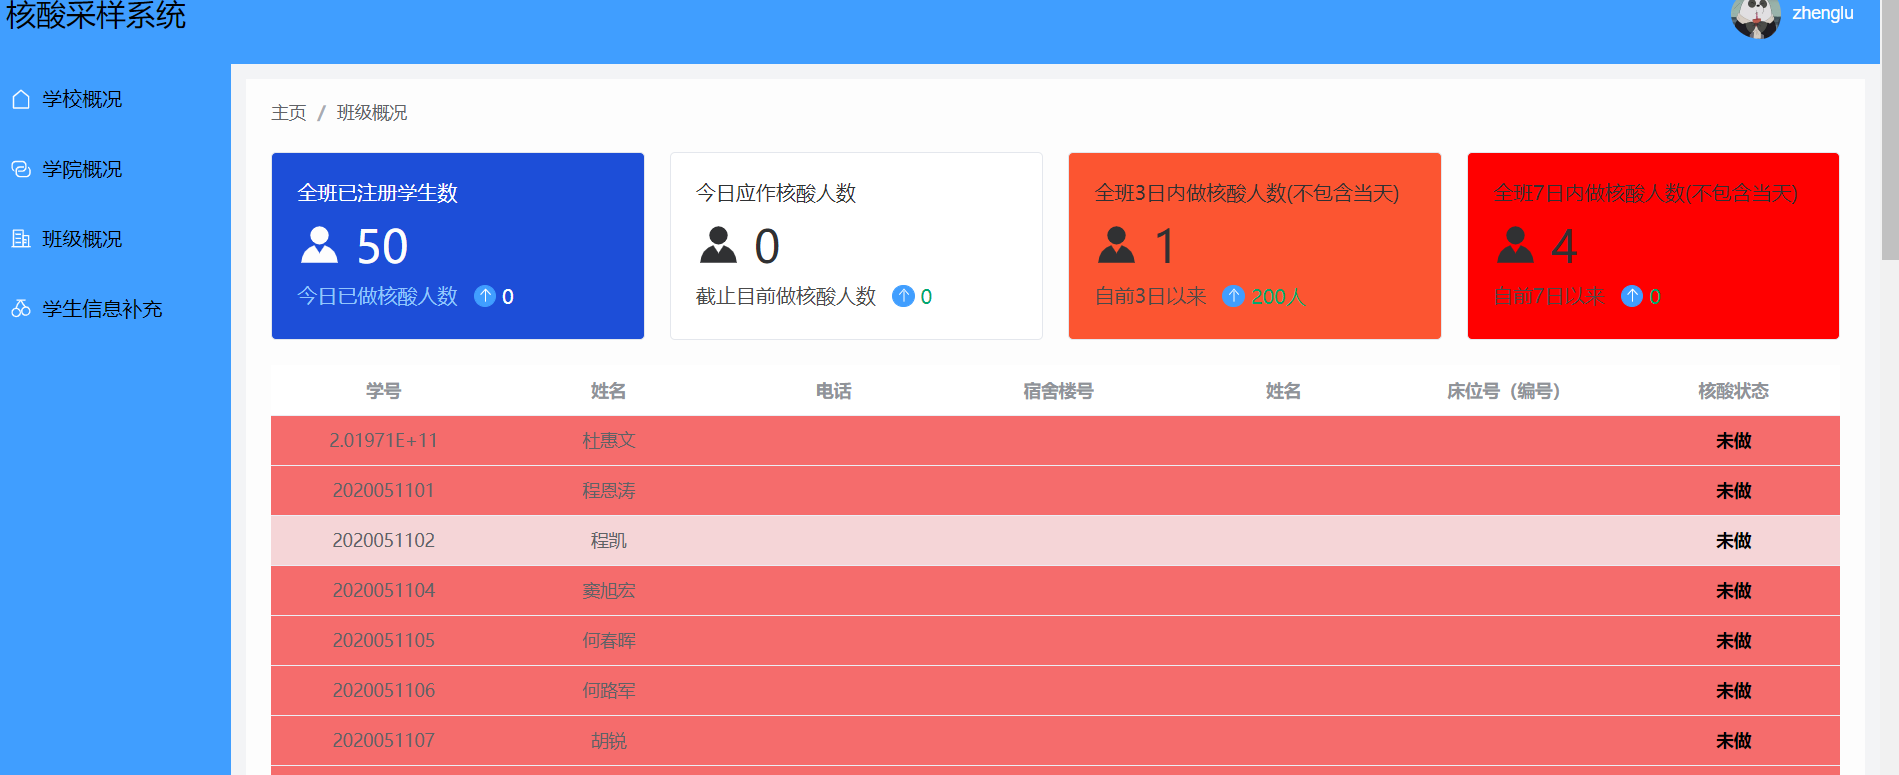 核酸采样系统
zhenglu
学校概况
学院概况
班级概况
学生信息补充
主页 / 班级概况
全班已注册学生数
50
今日已做核酸人数 0
今日应作核酸人数
0
截止目前做核酸人数 0
全班3日内做核酸人数(不包含当天)
1
自前3日以来 200人
全班7日内做核酸人数(不包含当天)
4
自前7日以来 0
学号 姓名 电话 宿舍楼号 姓名 床位号（编号） 核酸状态
2.01971E+11 杜惠文 未做
2020051101 程恩涛 未做
2020051102 程凯 未做
2020051104 窦旭宏 未做
2020051105 何春晖 未做
2020051106 何路军 未做
2020051107 胡锐 未做